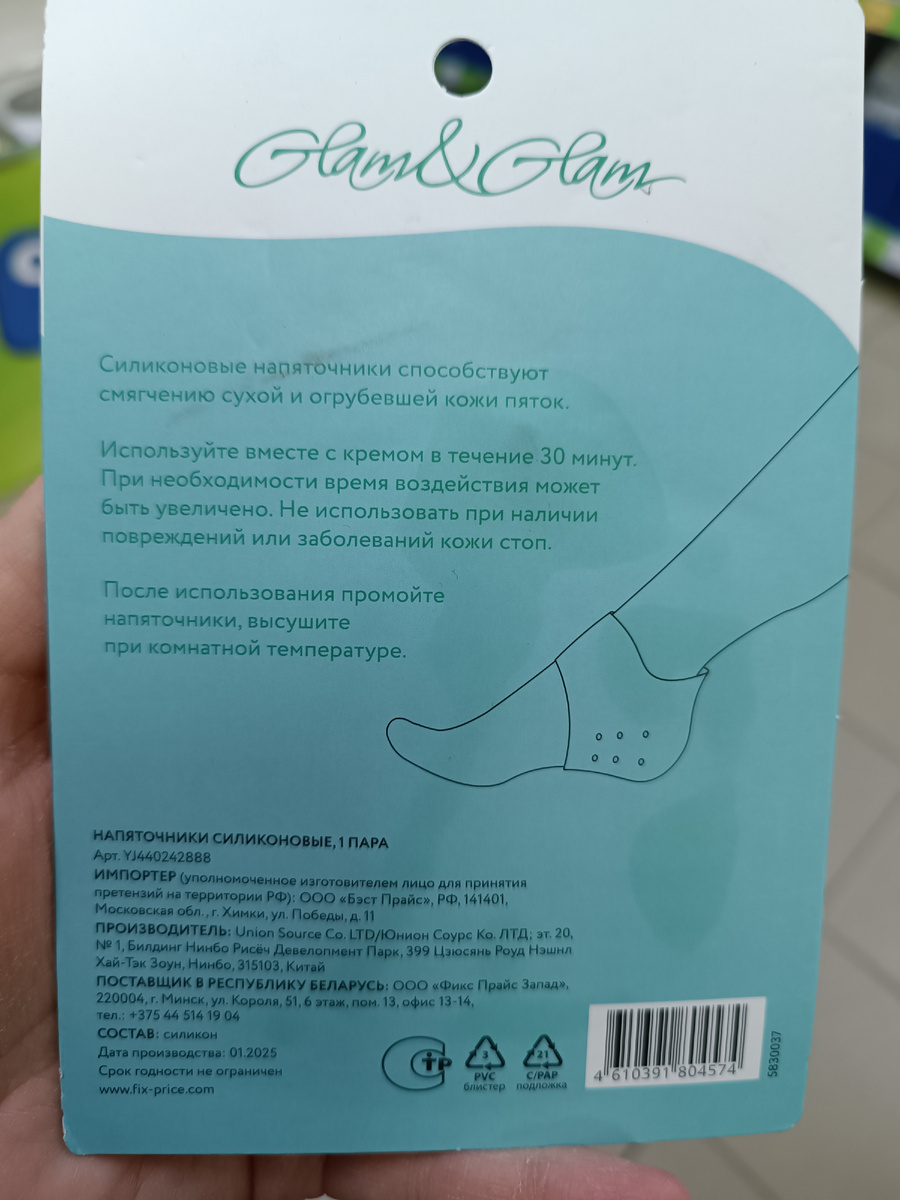 Glam&Glam
Силиконовые напяточники способствуют
смягчению сухой и огрубевшей кожи пяток.
Используйте вместе с кремом в течение 30 минут.
При необходимости время воздействия может
быть увеличено. Не использовать при наличии
повреждений или заболеваний кожи стоп.
После использования промойте
напяточники, высушите
при комнатной температуре.
НАПЯТОЧНИКИ СИЛИКОНОВЫЕ, 1 ПАРА
Арт. YJ440242888
ИМПОРТЕР (уполномоченное изготовителем лицо для принятия
претензий на территории РФ): ООО «Бэст Прайс», РФ, 141401,
Московская обл., г. Химки, ул. Победы, д. 11
ПРОИЗВОДИТЕЛЬ: Union Source Co. LTD/Юнион Соурс Ко. ЛТД; эт. 20,
№ 1, Билдинг Нинбо Рисёч Девелопмент Парк, 399 Цзюсянь Роуд Нэшнл
Хай-Тэк Зоун, Нинбо, 315103, Китай
ПОСТАВЩИК В РЕСПУБЛИКУ БЕЛАРУСЬ: ООО «Фикс Прайс Запад»,
220004, г. Минск, ул. Короля, 51, 6 этаж, пом. 13, офис 13-14,
тел.: +375 44 514 19 04
СОСТАВ: силикон
Дата производства: 01.2025
Срок годности не ограничен
www.fix-price.com
СТР
3
PVC
блистер
21
C/PAP
подложка
4 610391 804574
5830037